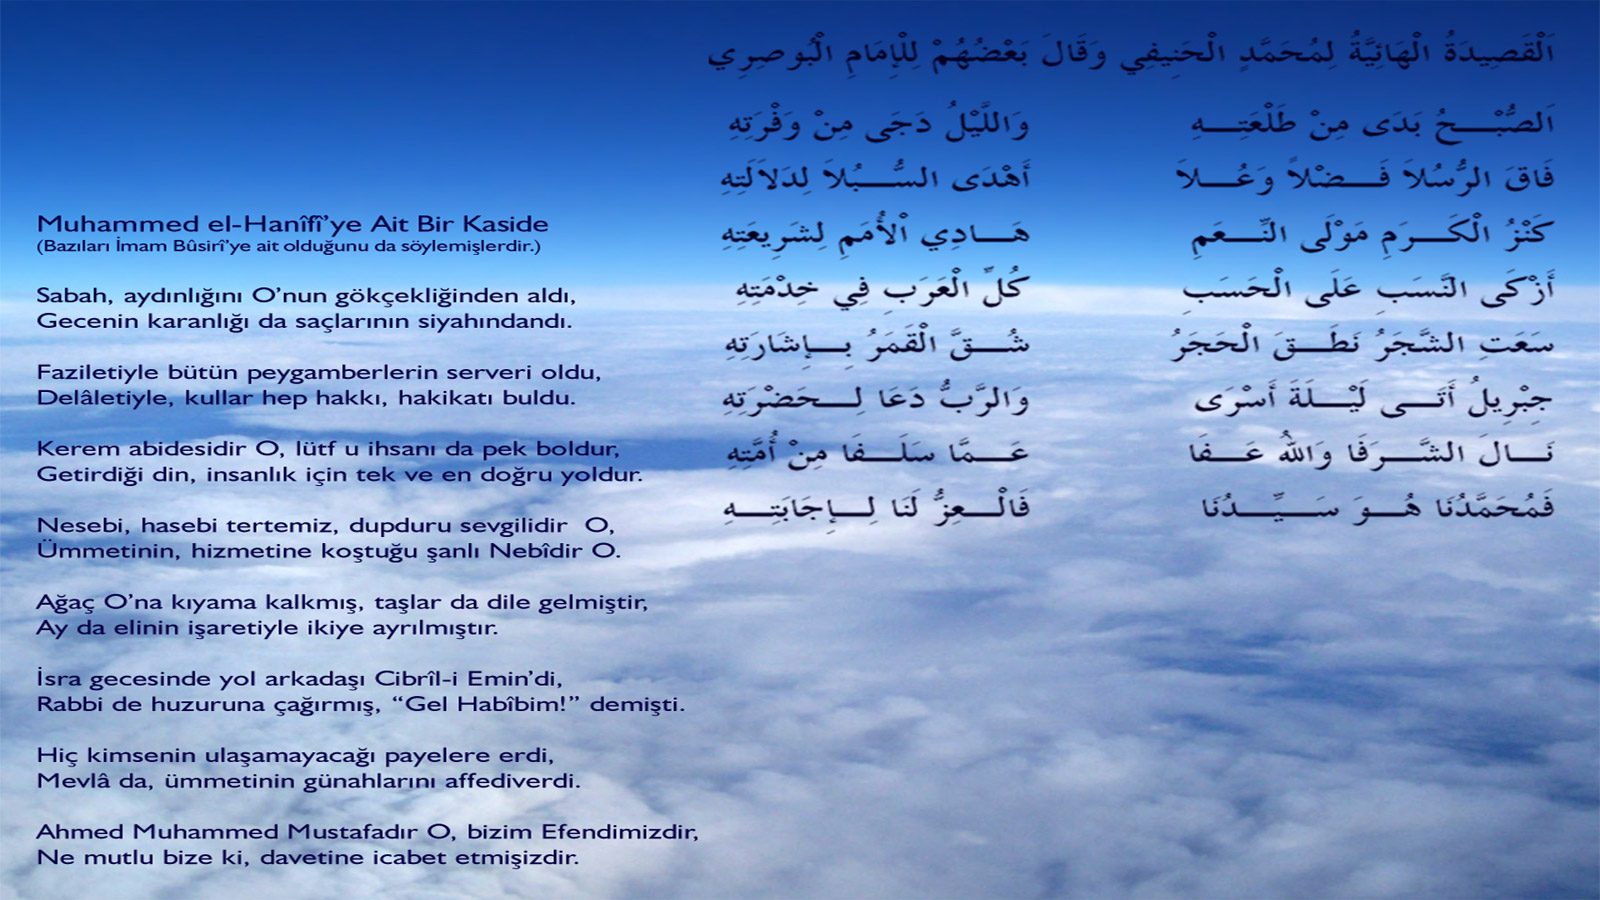 اَلْقَصِيدَةُ الْهَائِيَّةُ لِمُحَمَّدٍ الْحَنِيفِي وَقَالَ بَعْضُهُمْ لِلْإِمَامِ الْبُوصِرِي
اَلصُّبْحُ بَدَى مِنْ طَلْعَتِهِ وَاللَّيْلُ دَجَى مِنْ وَفْرَتِهِ
فَاقَ الرُّسُلاَ فَضْلاً وَعُلاَ أَهْدَى السُّبُلاَ لِدَلاَلَتِهِ
كَنْزُ الْكَرَمِ مَوْلَى النِّعَمِ هَادِي الْأُمَمِ لِشَرِيعَتِهِ
أَزْكَى النَّسَبِ عَلَى الْحَسَبِ كُلِّ الْعَرَبِ فِي خِدْمَتِهِ
سَعَتِ الشَّجَرُ نَطَقَ الْحَجَرُ شُقَّ الْقَمَرُ بِإِشَارَتِهِ
جِبْرِيلُ أَتَى لَيْلَةَ أَسْرَى وَالرَّبُّ دَعَا لِحَضْرَتِهِ
نَالَ الشَّرَفَا وَاللهُ عَفَا عَمَّا سَلَفَا مِنْ أُمَّتِهِ
فَمُحَمَّدُنَا هُوَ سَيِّدُنَا فَالْعِزُّ لَنَا لِإِجَابَتِهِ
Muhammed el-Hanîfî’ye Ait Bir Kaside
(Bazıları İmam Bûsirî’ye ait olduğunu da söylemişlerdir.)
Sabah, aydınlığını O’nun gökçekliğinden aldı,
Gecenin karanlığı da saçlarının siyahındandı.
Faziletiyle bütün peygamberlerin serveri oldu,
Delâletiyle, kullar hep hakkı, hakikatı buldu.
Kerem abidesidir O, lütf u ihsanı da pek boldur,
Getirdiği din, insanlık için tek ve en doğru yoldur.
Nesebi, hasebi tertemiz, dupduru sevgilidir O,
Ümmetinin, hizmetine koştuğu şanlı Nebîdir O.
Ağaç O’na kıyama kalkmış, taşlar da dile gelmiştir,
Ay da elinin işaretiyle ikiye ayrılmıştır.
İsra gecesinde yol arkadaşı Cibrîl-i Emin’di,
Rabbi de huzuruna çağırmış, “Gel Habîbim!” demişti.
Hiç kimsenin ulaşamayacağı payelere erdi,
Mevlâ da, ümmetinin günahlarını affediverdi.
Ahmed Muhammed Mustafadır O, bizim Efendimizdir,
Ne mutlu bize ki, davetine icabet etmişizdir.